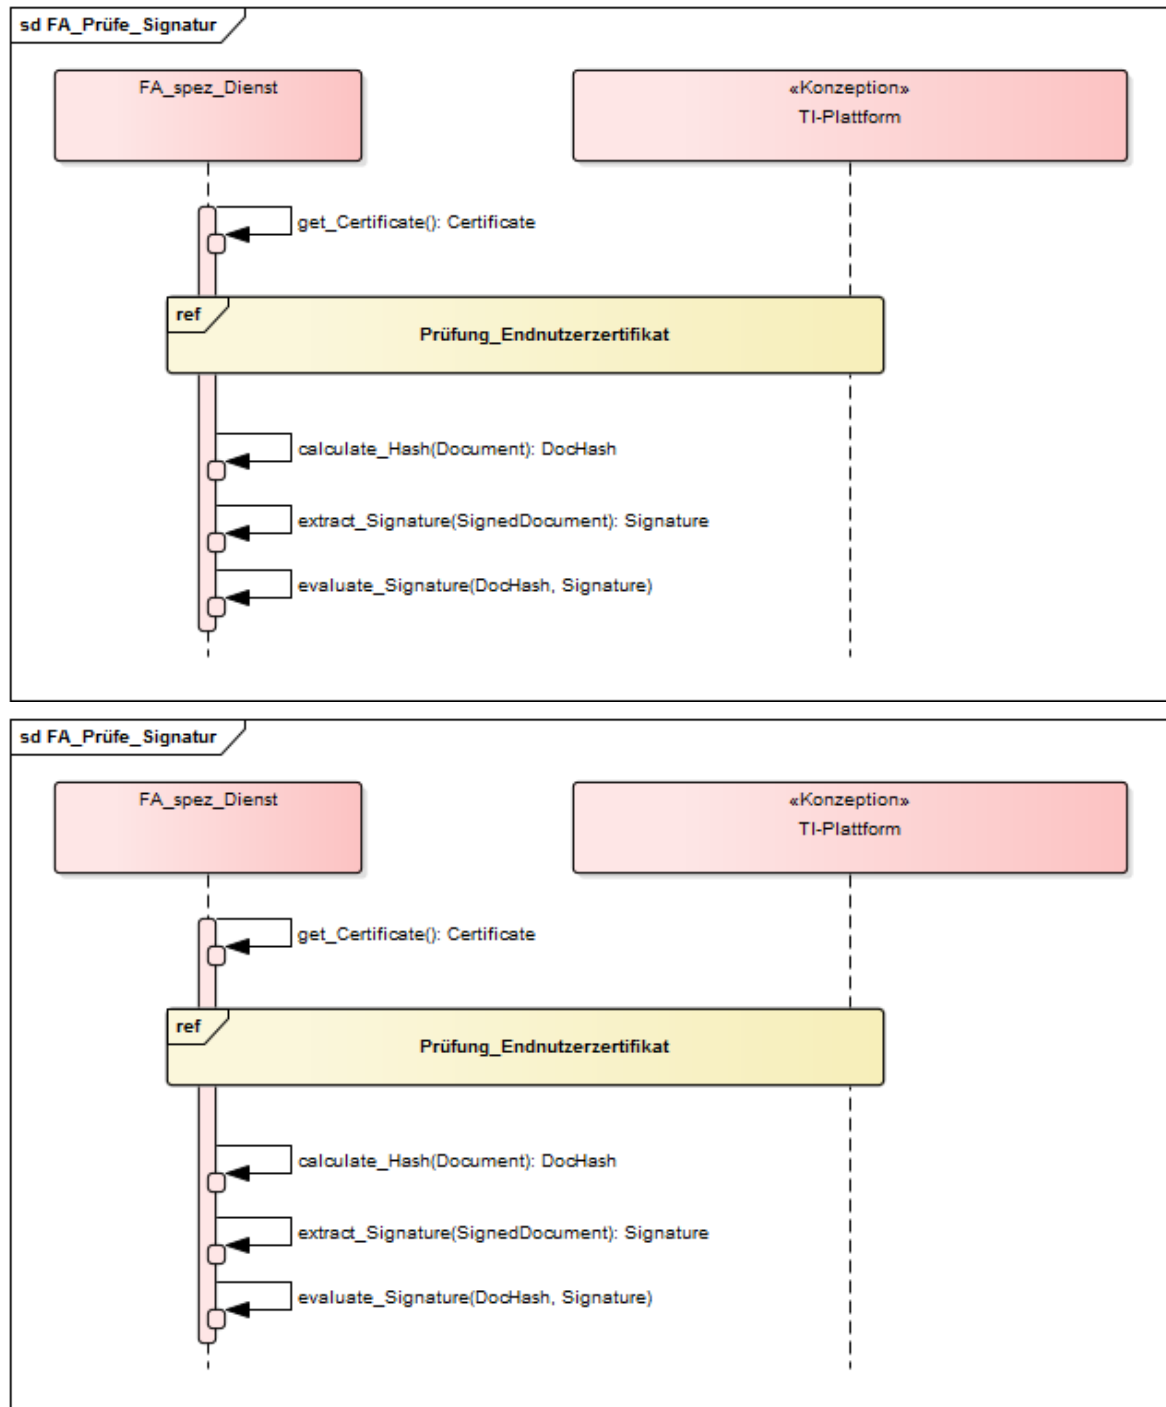 sd FA_Prüfe_Signatur
FA_spez_Dienst
«Konzeption»
TI-Plattform
get_Certificate(): Certificate
ref
Prüfung_Endnutzerzertifikat
calculate_Hash(Document): DocHash
extract_Signature(SignedDocument): Signature
evaluate_Signature(DocHash, Signature)
sd FA_Prüfe_Signatur
FA_spez_Dienst
«Konzeption»
TI-Plattform
get_Certificate(): Certificate
ref
Prüfung_Endnutzerzertifikat
calculate_Hash(Document): DocHash
extract_Signature(SignedDocument): Signature
evaluate_Signature(DocHash, Signature)